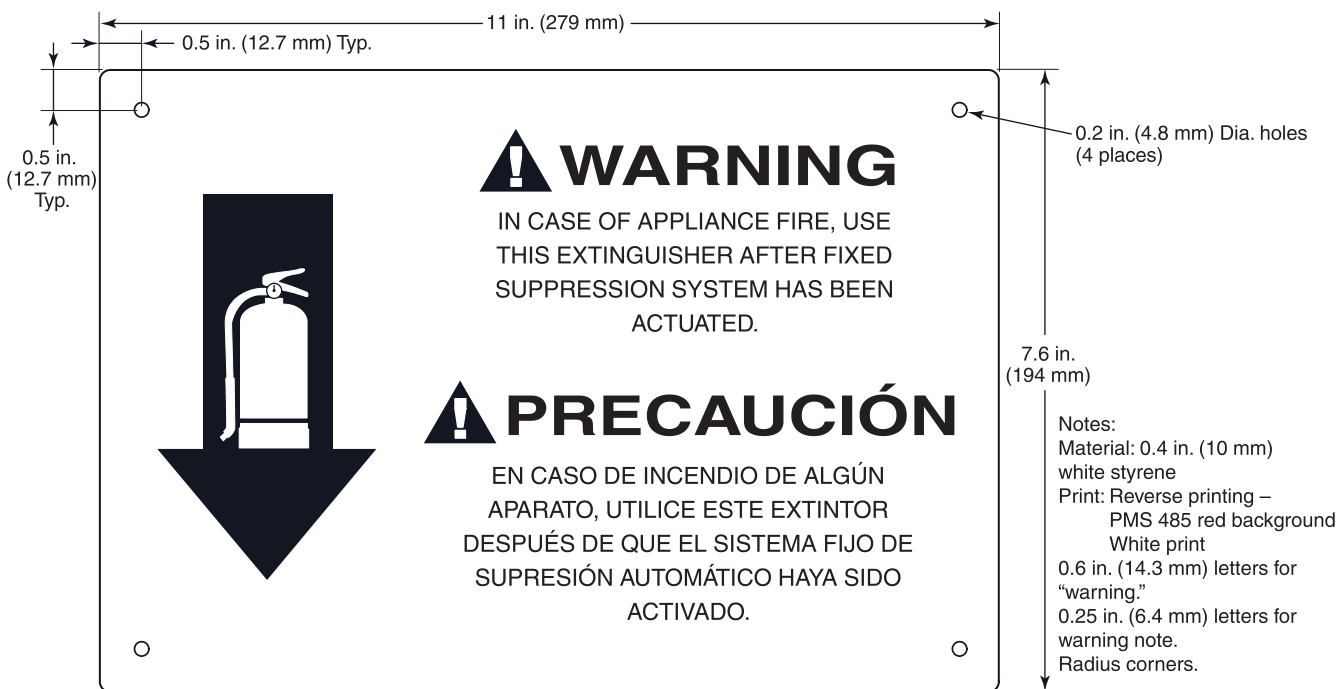 11 in. (279 mm)
0.5 in. (12.7 mm) Typ.
0.5 in.
(12.7 mm)
Typ.
0.2 in. (4.8 mm) Dia. holes
(4 places)
WARNING
IN CASE OF APPLIANCE FIRE, USE
THIS EXTINGUISHER AFTER FIXED
SUPPRESSION SYSTEM HAS BEEN
ACTUATED.
PRECAUCIÓN
EN CASO DE INCENDIO DE ALGÚN
APARATO, UTILICE ESTE EXTINTOR
DESPUÉS DE QUE EL SISTEMA FIJO DE
SUPRESIÓN AUTOMÁTICO HAYA SIDO
ACTIVADO.
7.6 in.
(194 mm)
Notes:
Material: 0.4 in. (10 mm)
white styrene
Print: Reverse printing –
PMS 485 red background
White print
0.6 in. (14.3 mm) letters for
“warning.”
0.25 in. (6.4 mm) letters for
warning note.
Radius corners.